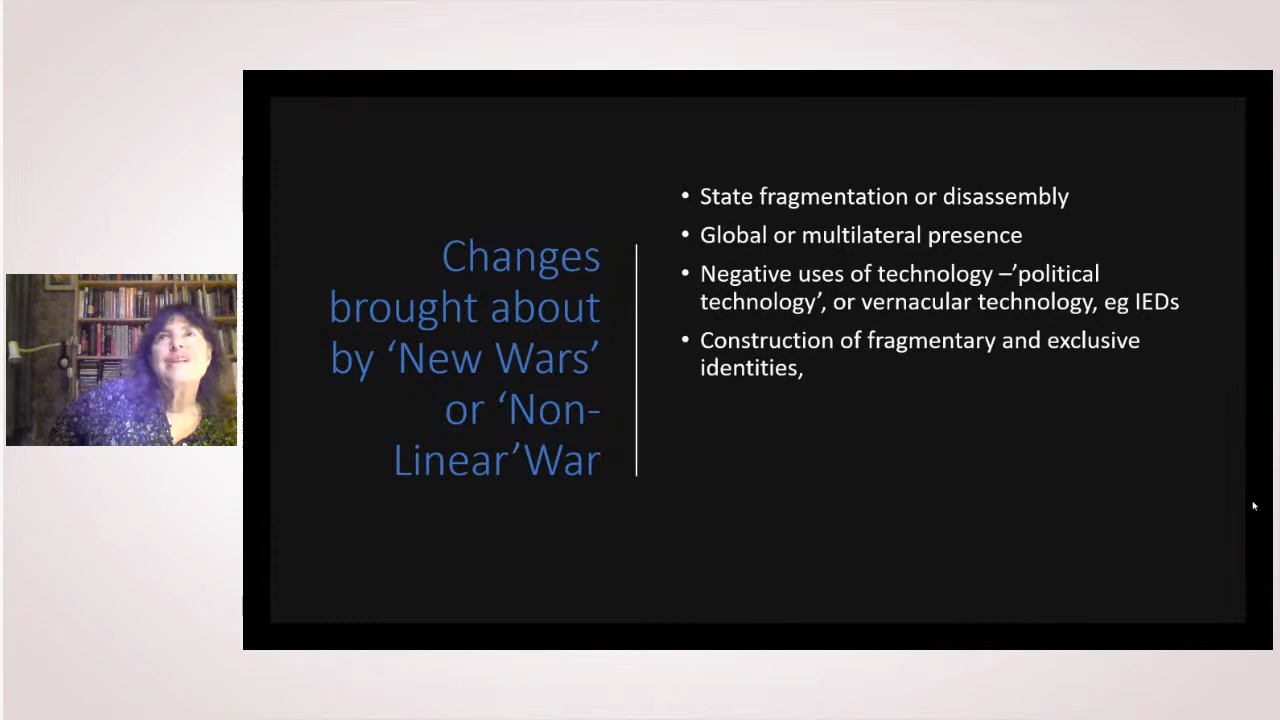 Changes
brought about
by ‘New Wars’
or ‘Non-
Linear’War
• State fragmentation or disassembly
• Global or multilateral presence
• Negative uses of technology –’political
technology’, or vernacular technology, eg IEDs
• Construction of fragmentary and exclusive
identities,